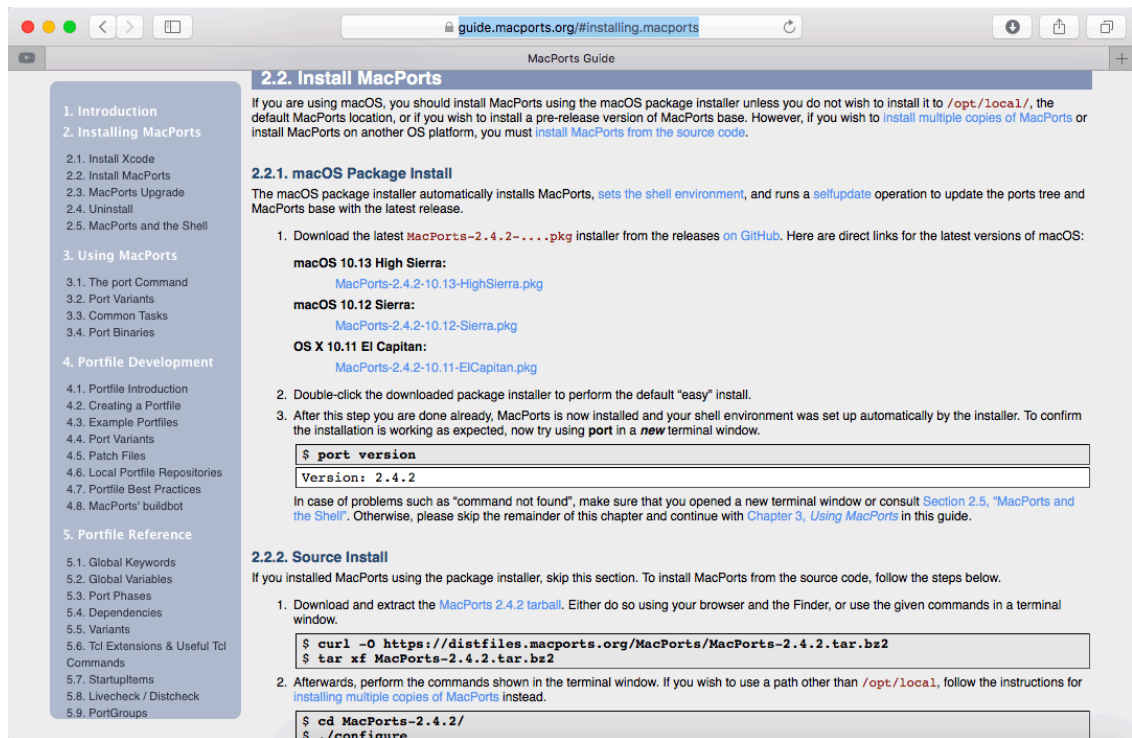 guide.macports.org/#installing.macports
MacPorts Guide
1. Introduction
2. Installing MacPorts
2.1. Install Xcode
2.2. Install MacPorts
2.3. MacPorts Upgrade
2.4. Uninstall
2.5. MacPorts and the Shell
3. Using MacPorts
3.1. The port Command
3.2. Port Variants
3.3. Common Tasks
3.4. Port Binaries
4. Portfile Development
4.1. Portfile Introduction
4.2. Creating a Portfile
4.3. Example Portfiles
4.4. Port Variants
4.5. Patch Files
4.6. Local Portfile Repositories
4.7. Portfile Best Practices
4.8. MacPorts' buildbot
5. Portfile Reference
5.1. Global Keywords
5.2. Global Variables
5.3. Port Phases
5.4. Dependencies
5.5. Variants
5.6. Tcl Extensions & Useful Tcl
Commands
5.7. StartupItems
5.8. Livecheck / Distcheck
5.9. PortGroups
2.2. Install MacPorts
If you are using macOS, you should install MacPorts using the macOS package installer unless you do not wish to install it to /opt/local/, the
default MacPorts location, or if you wish to install a pre-release version of MacPorts base. However, if you wish to install multiple copies of MacPorts or
install MacPorts on another OS platform, you must install MacPorts from the source code.
2.2.1. macOS Package Install
The macOS package installer automatically installs MacPorts, sets the shell environment, and runs a selfupdate operation to update the ports tree and
MacPorts base with the latest release.
1. Download the latest MacPorts-2.4.2-....pkg installer from the releases on GitHub. Here are direct links for the latest versions of macOS:
macOS 10.13 High Sierra:
MacPorts-2.4.2-10.13-HighSierra.pkg
macOS 10.12 Sierra:
MacPorts-2.4.2-10.12-Sierra.pkg
OS X 10.11 El Capitan:
MacPorts-2.4.2-10.11-ElCapitan.pkg
2. Double-click the downloaded package installer to perform the default “easy” install.
3. After this step you are done already, MacPorts is now installed and your shell environment was set up automatically by the installer. To confirm
the installation is working as expected, now try using port in a new terminal window.
$ port version
Version: 2.4.2
In case of problems such as “command not found”, make sure that you opened a new terminal window or consult Section 2.5, “MacPorts and
the Shell”. Otherwise, please skip the remainder of this chapter and continue with Chapter 3, Using MacPorts in this guide.
2.2.2. Source Install
If you installed MacPorts using the package installer, skip this section. To install MacPorts from the source code, follow the steps below.
1. Download and extract the MacPorts 2.4.2 tarball. Either do so using your browser and the Finder, or use the given commands in a terminal
window.
$ curl -O https://distfiles.macports.org/MacPorts/MacPorts-2.4.2.tar.bz2
$ tar xf MacPorts-2.4.2.tar.bz2
2. Afterwards, perform the commands shown in the terminal window. If you wish to use a path other than /opt/local, follow the instructions for
installing multiple copies of MacPorts instead.
$ cd MacPorts-2.4.2/
$ ./configure